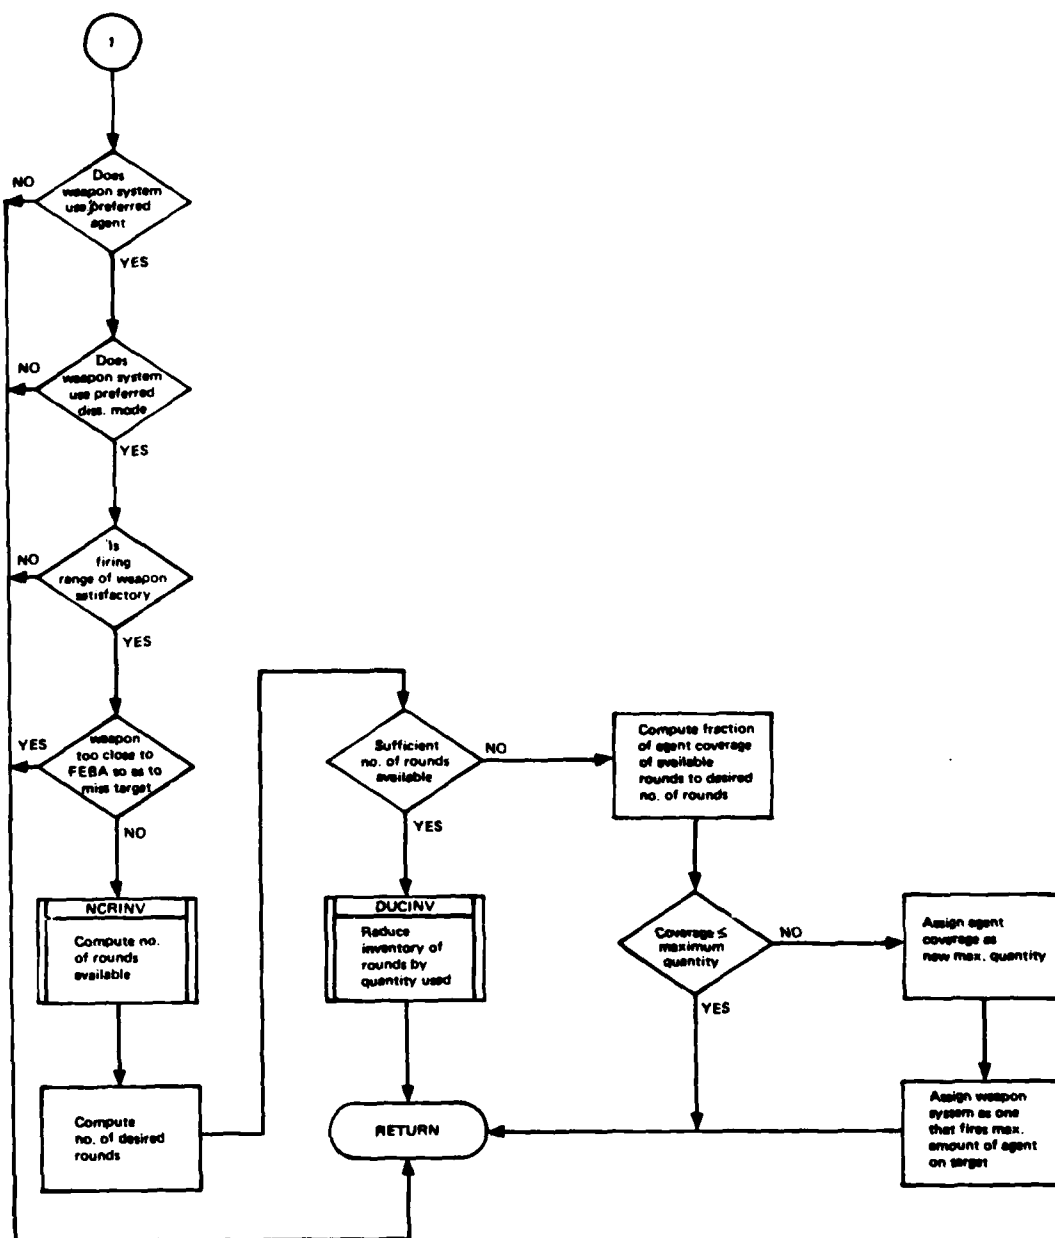 1
Does
weapon system
use preferred
agent
NO
YES
Does
weapon system
use preferred
diss. mode
NO
YES
Is
firing
range of weapon
satisfactory
NO
YES
weapon
too close to
FEBA so as to
miss target
YES
NO
NCRINV
Compute no.
of rounds
available
Compute
no. of desired
rounds
Sufficient
no. of rounds
available
NO
YES
DUCINV
Reduce
inventory of
rounds by
quantity used
RETURN
Compute fraction
of agent coverage
of available
rounds to desired
no. of rounds
Coverage ≤
maximum
quantity
NO
YES
Assign agent
coverage as
new max. quantity
Assign weapon
system as one
that fires max.
amount of agent
on target